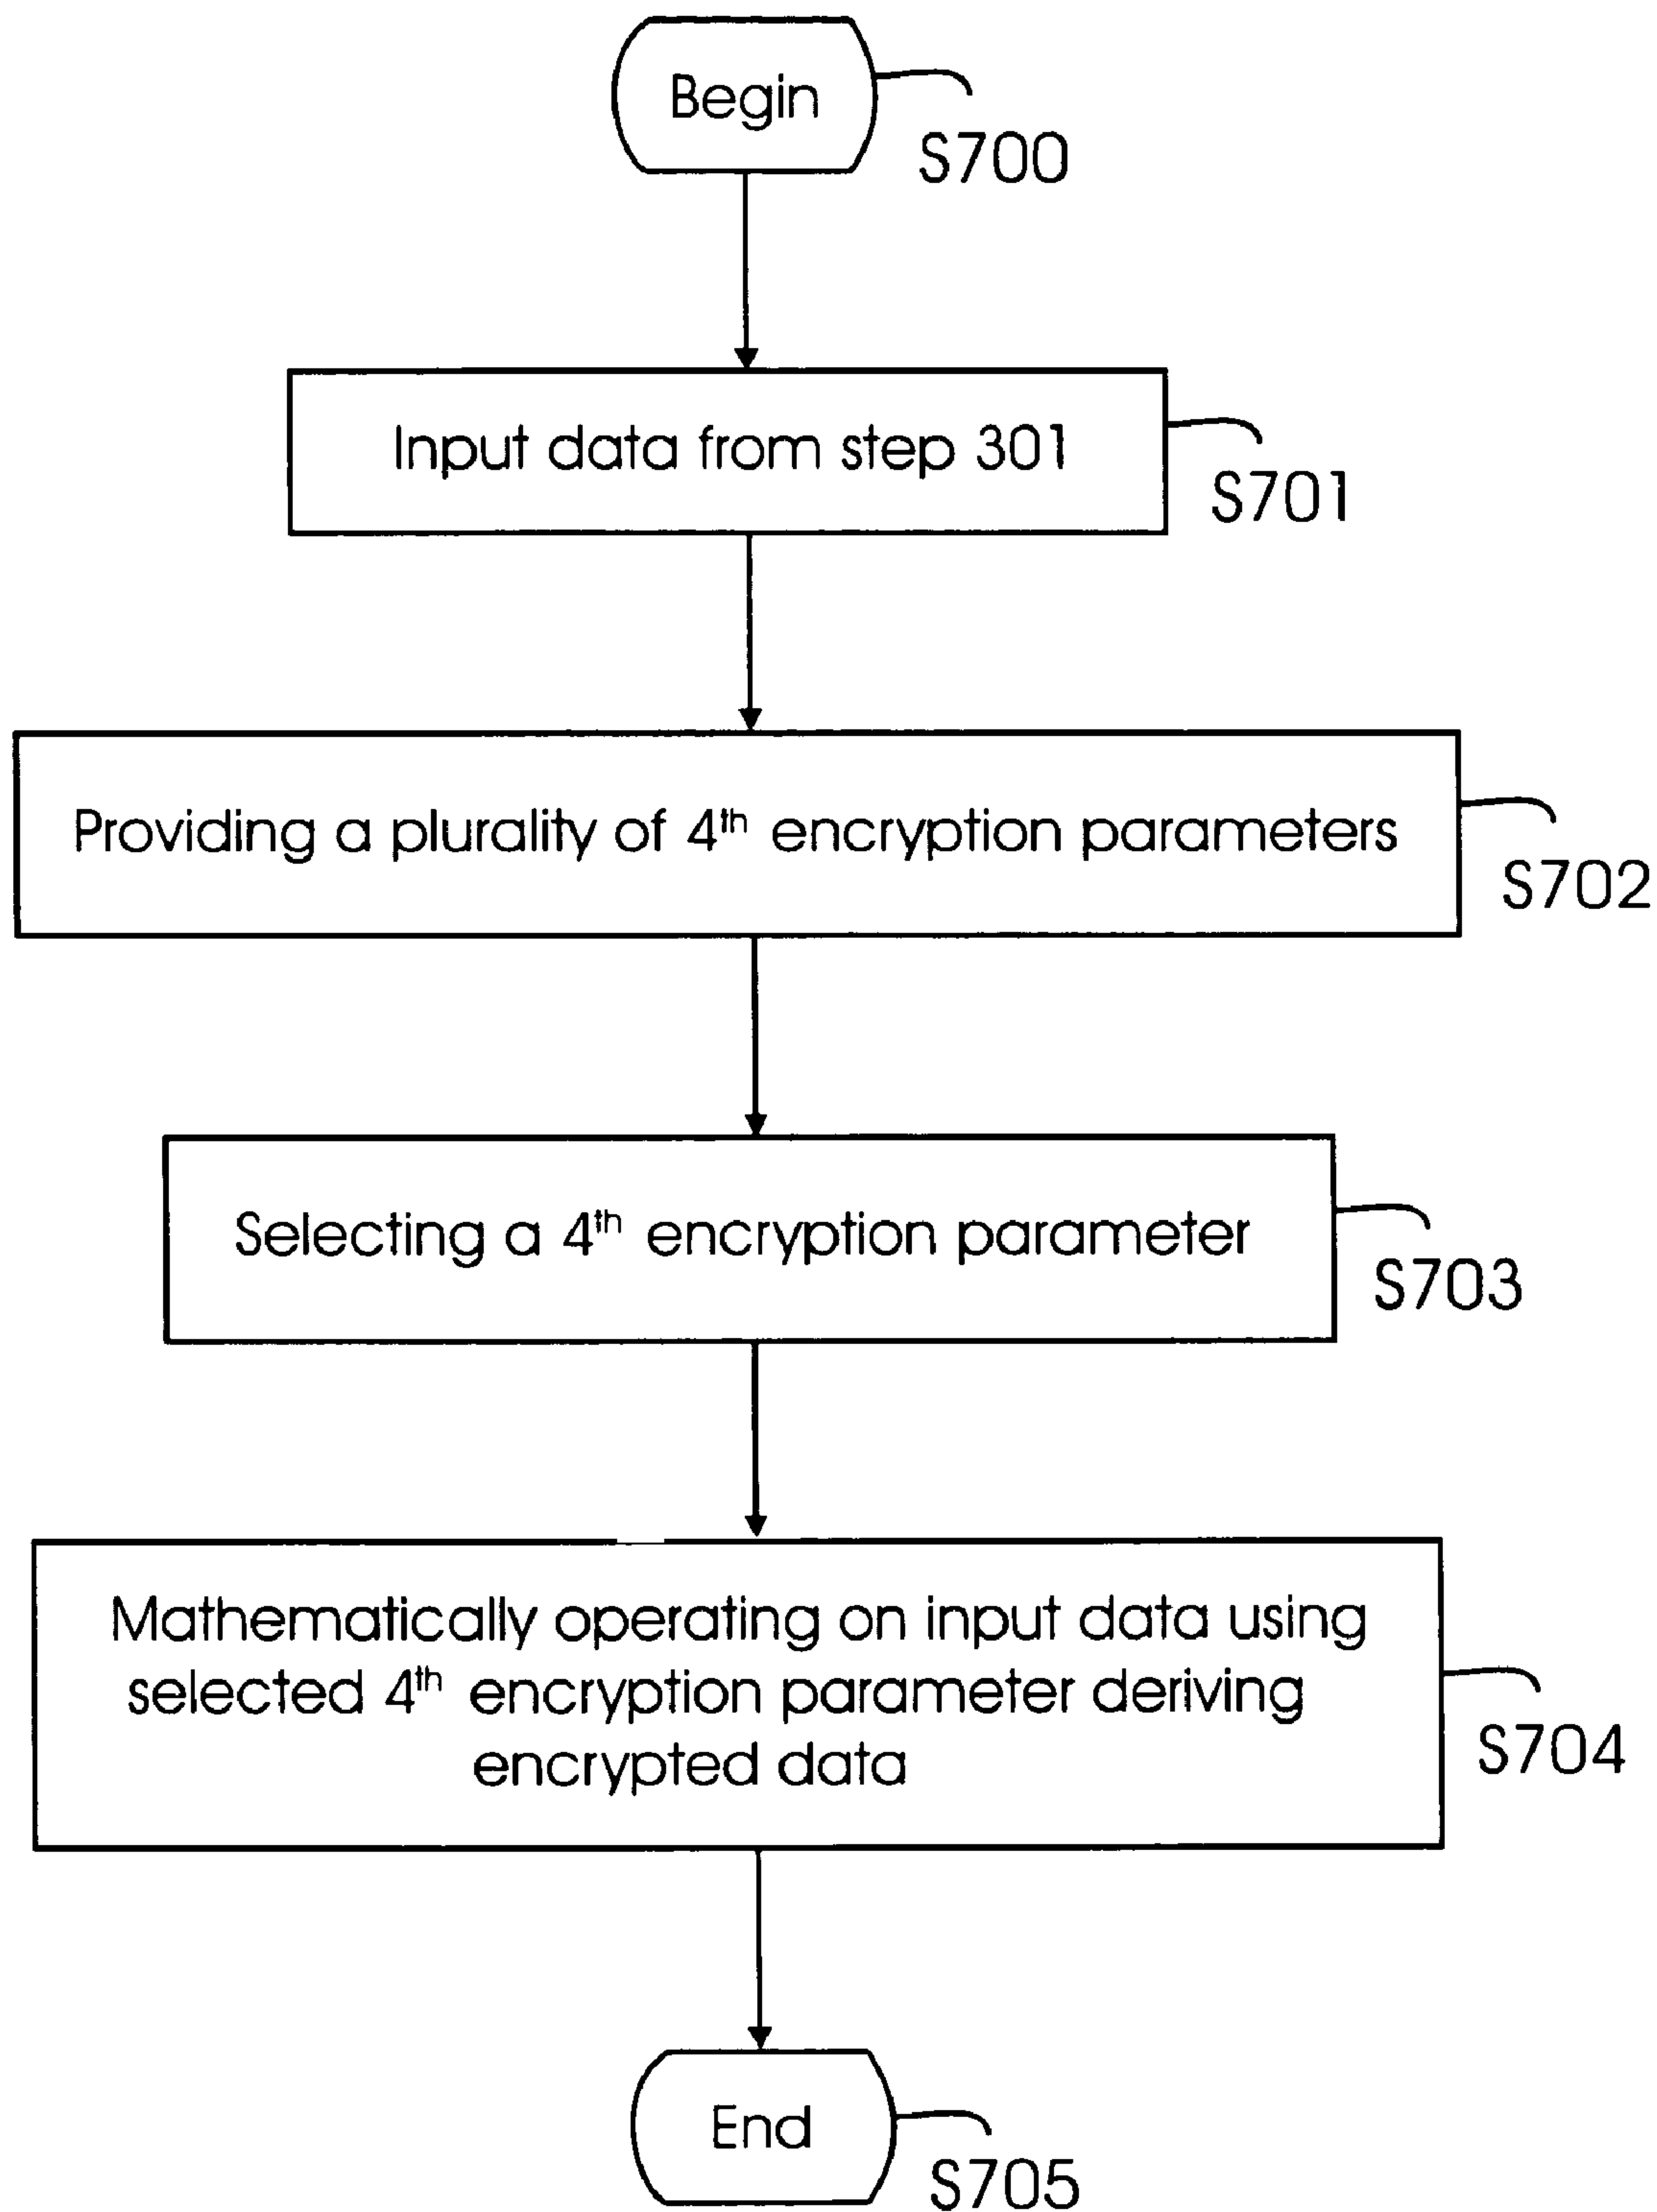 Begin
S700
Input data from step 301
S701
Providing a plurality of 4th encryption parameters
S702
Selecting a 4th encryption parameter
S703
Mathematically operating on input data using
selected 4th encryption parameter deriving
encrypted data
S704
End
S705